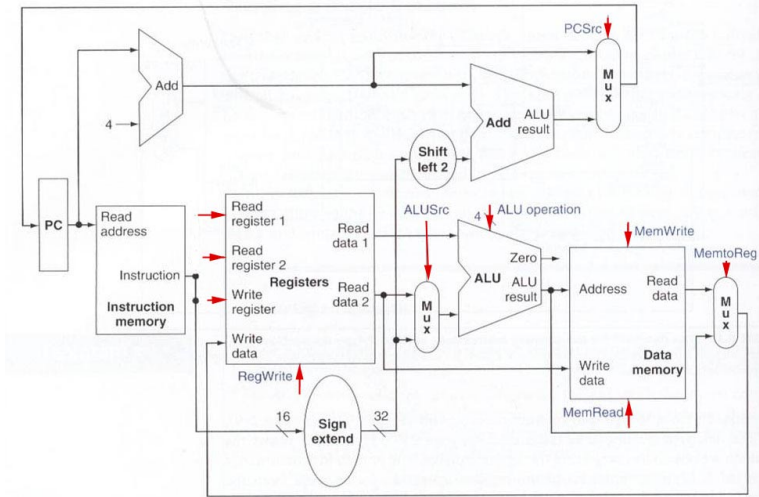 PCSrc
Add
M
u
x
4
Add
ALU
result
Shift
left 2
PC
Read
address
Instruction
Instruction
memory
Read
register 1
Read
register 2
Write
register
Write
data
Registers
Read
data 1
Read
data 2
RegWrite
ALUSrc
M
u
x
4
ALU operation
Zero
ALU
ALU
result
MemWrite
Address
Read
data
Write
data
Data
memory
MemRead
MemtoReg
M
u
x
16
Sign
extend
32